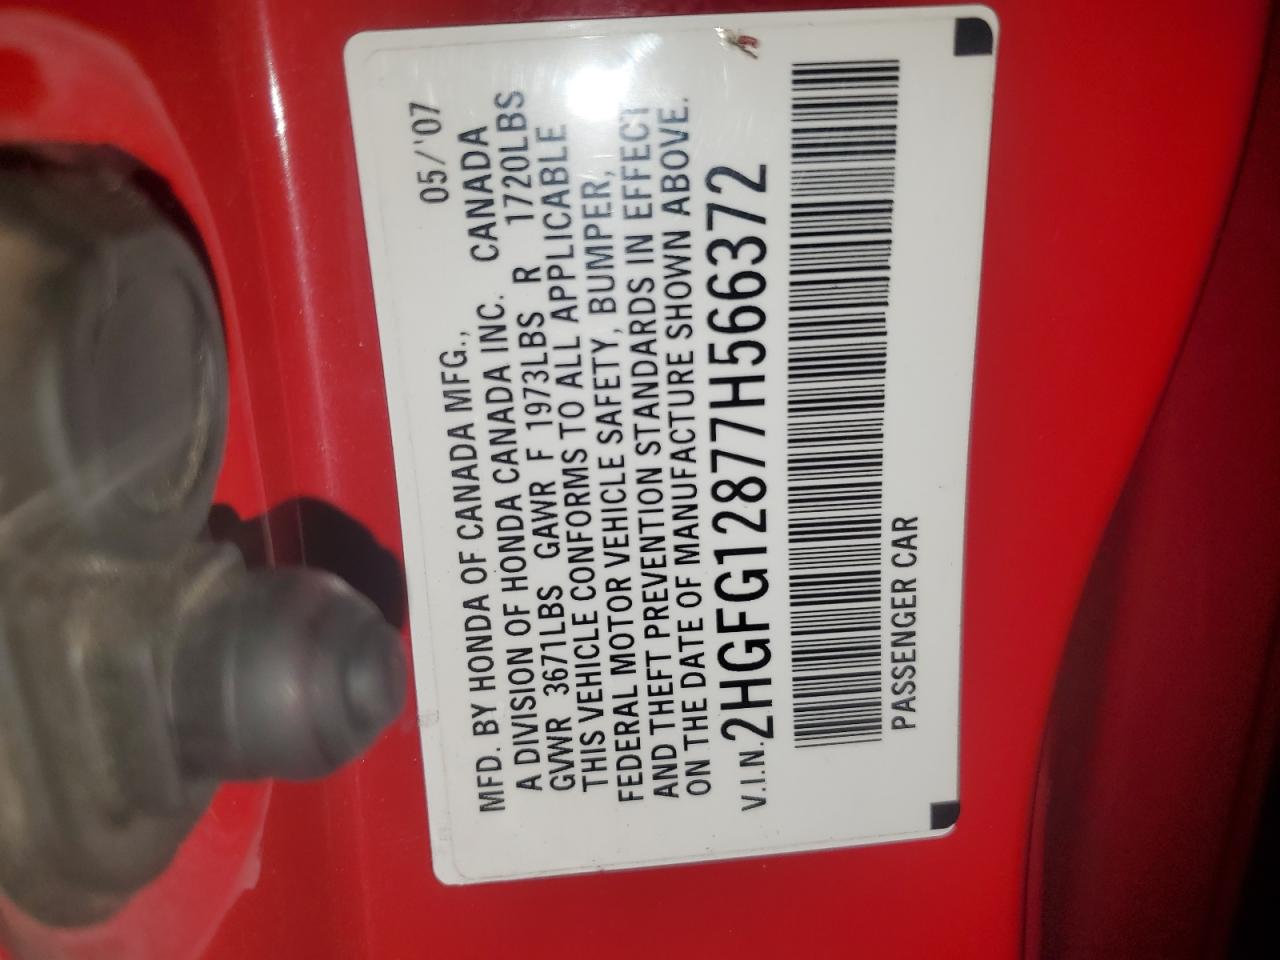 05/'07
MFD. BY HONDA OF CANADA MFG.,
A DIVISION OF HONDA CANADA INC. CANADA
GVWR 3671LBS GAWR F 1973LBS R 1720LBS
THIS VEHICLE CONFORMS TO ALL APPLICABLE
FEDERAL MOTOR VEHICLE SAFETY, BUMPER,
AND THEFT PREVENTION STANDARDS IN EFFECT
ON THE DATE OF MANUFACTURE SHOWN ABOVE.
V.I.N. 2HGFG12877H566372
PASSENGER CAR